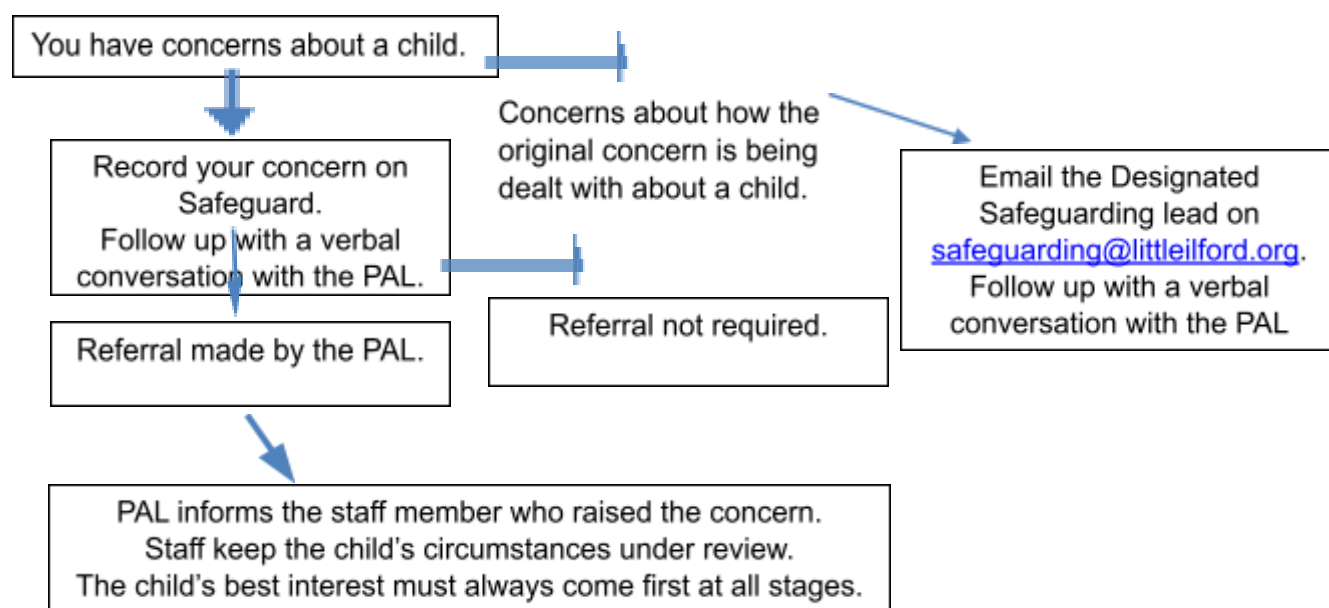 You have concerns about a child.
Concerns about how the
original concern is being
dealt with about a child.
Record your concern on
Safeguard.
Follow up with a verbal
conversation with the PAL.
Email the Designated
Safeguarding lead on
safeguarding@littleilford.org.
Follow up with a verbal
conversation with the PAL
Referral made by the PAL.
Referral not required.
PAL informs the staff member who raised the concern.
Staff keep the child’s circumstances under review.
The child’s best interest must always come first at all stages.